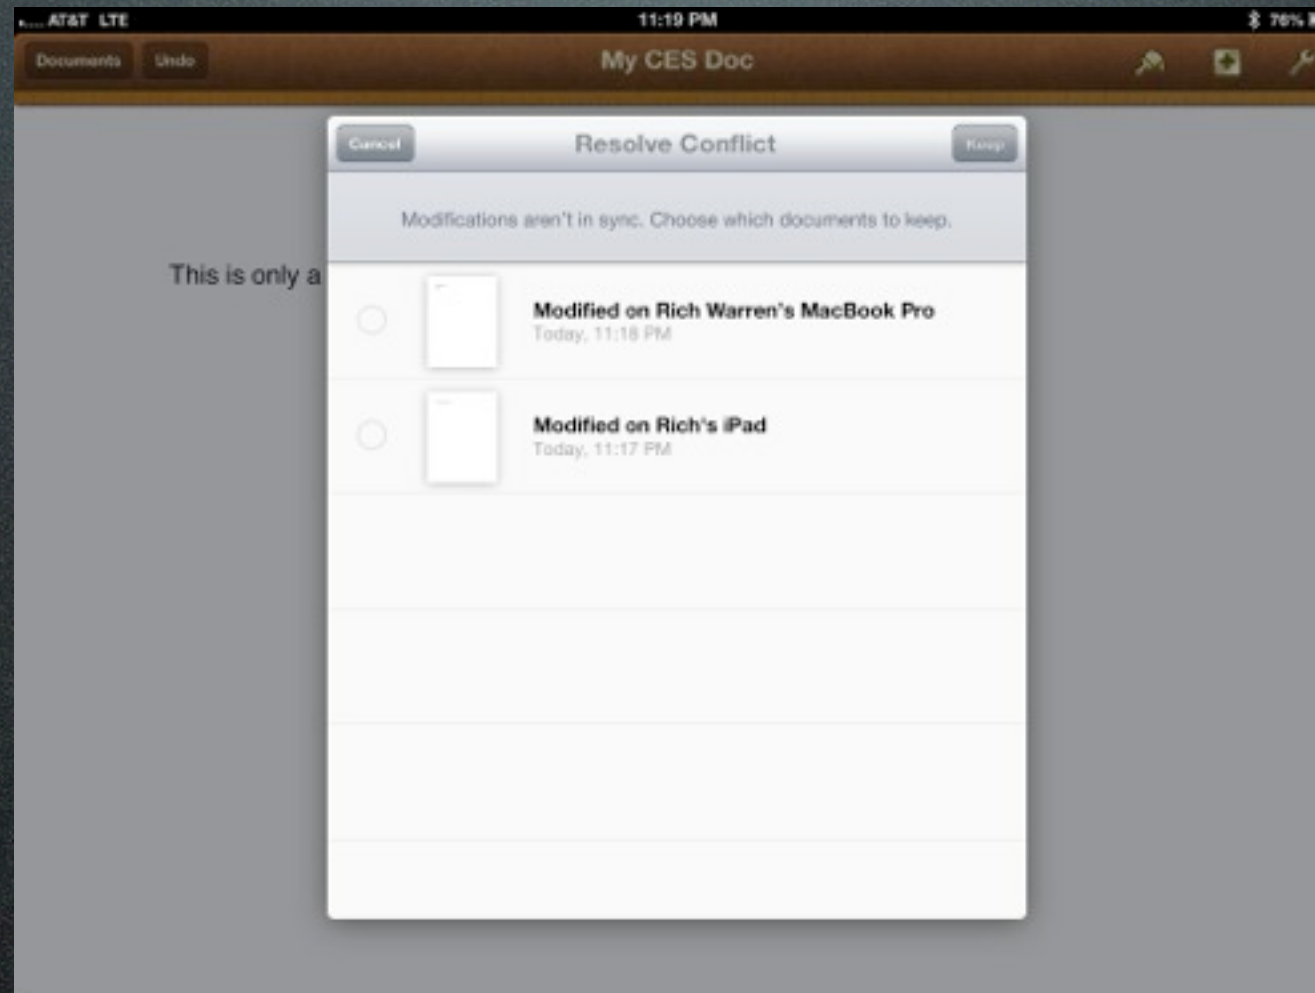 AT&T LTE 11:19 PM 76%
Documents Undo My CES Doc
Cancel Resolve Conflict Keep
Modifications aren't in sync. Choose which documents to keep.
This is only a
Modified on Rich Warren's MacBook Pro
Today, 11:18 PM
Modified on Rich's iPad
Today, 11:17 PM